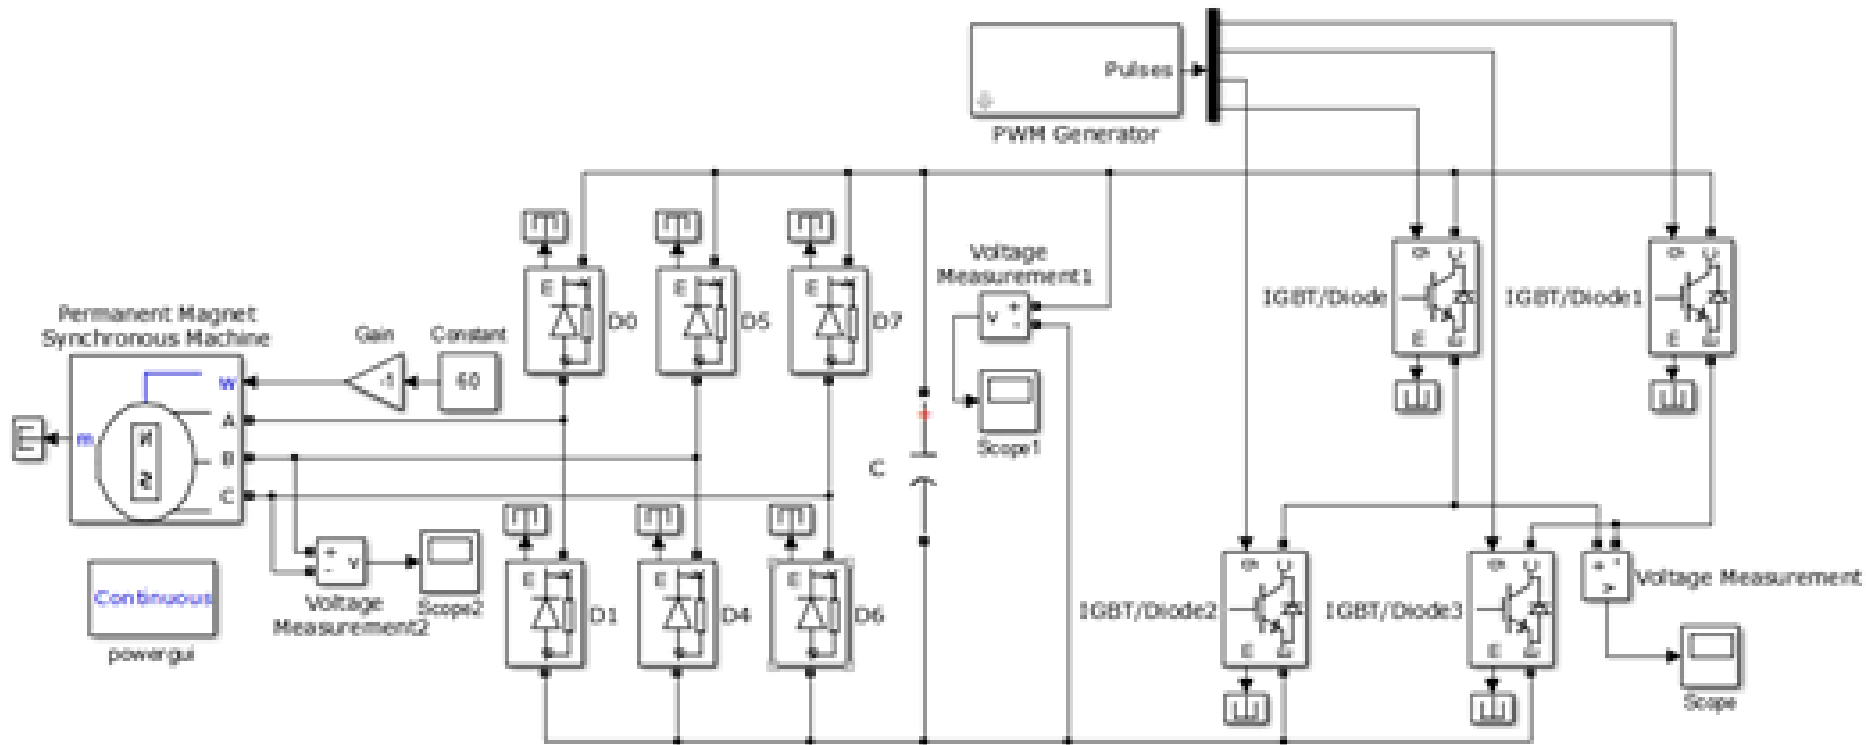 Pulses
PWM Generator
Voltage
Measurement1
Permanent Magnet
Synchronous Machine
Gain
Constant
-1
60
w
A
B
C
m
N
S
D0
D5
D7
IGBT/Diode
IGBT/Diode1
v
+
-
Scope1
C
+
Continuous
powergui
+
-
v
Voltage
Measurement2
Scope2
D1
D4
D6
IGBT/Diode2
IGBT/Diode3
Voltage Measurement
Scope
g
C
m
E
g
C
m
E
g
C
m
E
g
C
m
E